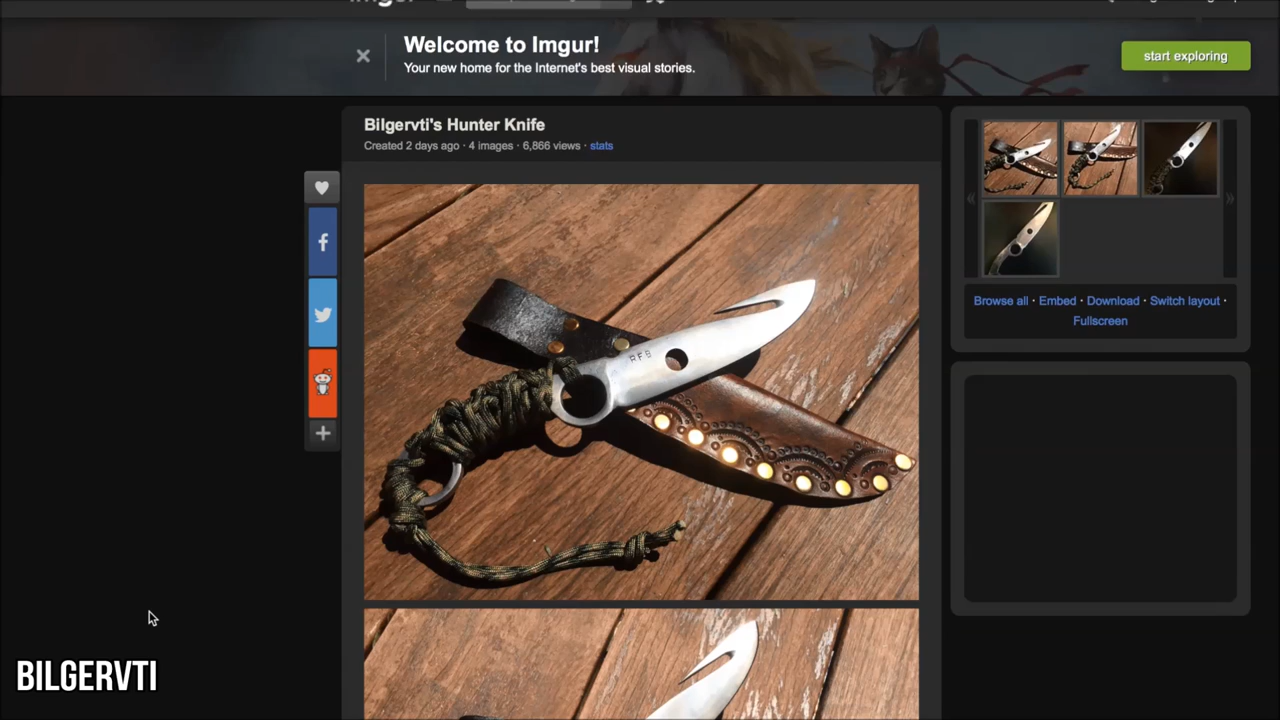 Welcome to Imgur!
Your new home for the Internet's best visual stories.
start exploring
Bilgervti's Hunter Knife
Created 2 days ago · 4 images · 6,866 views · stats
RFB
Browse all · Embed · Download · Switch layout ·
Fullscreen
BILGERVTI